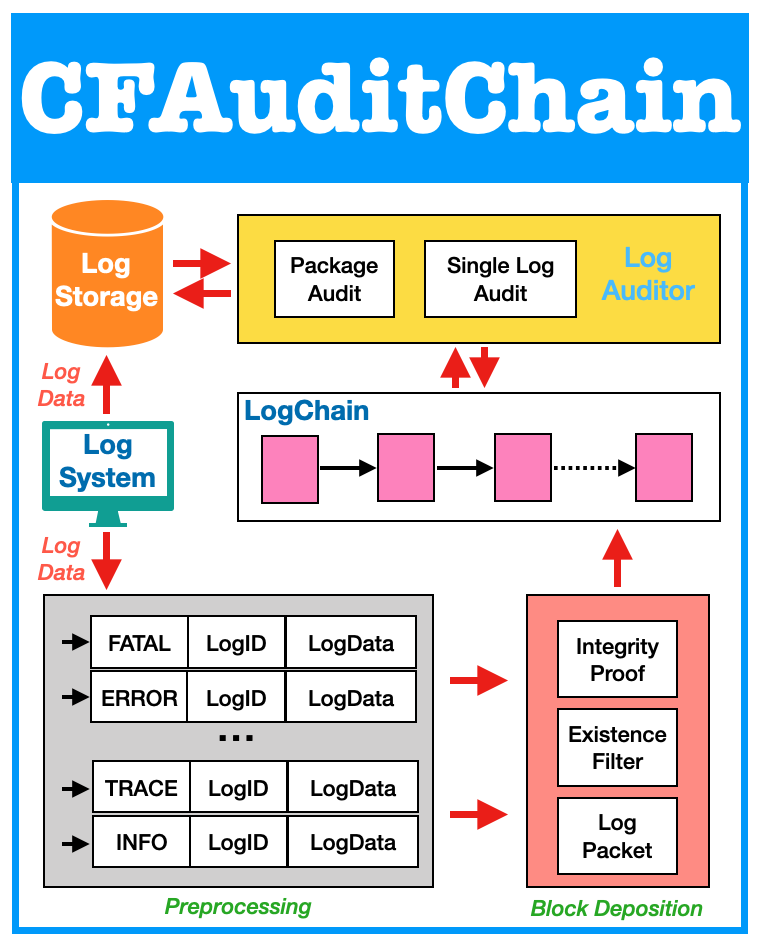 CFAuditChain
Log
Storage
Package
Audit
Single Log
Audit
Log
Auditor
Log
Data
LogChain
Log
System
Log
Data
FATAL LogID LogData
ERROR LogID LogData
...
TRACE LogID LogData
INFO LogID LogData
Preprocessing
Integrity
Proof
Existence
Filter
Log
Packet
Block Deposition